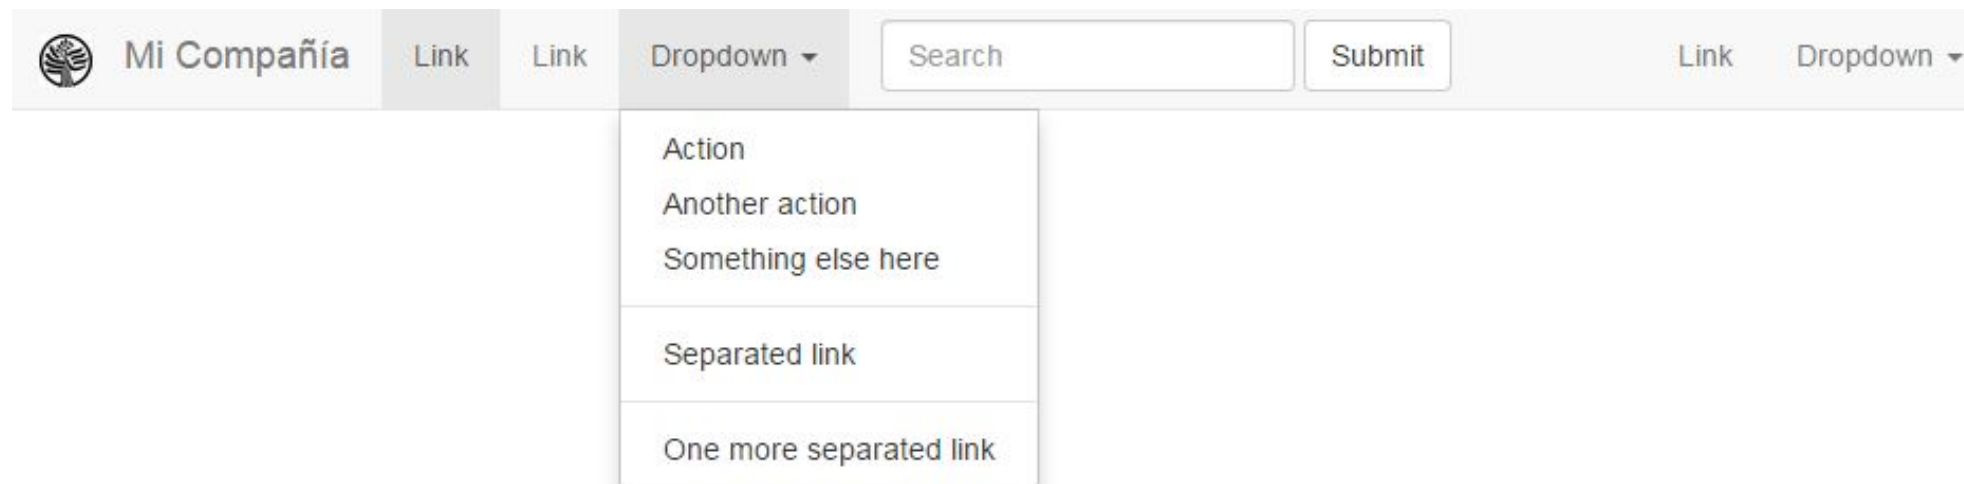 Mi Compañía Link Link Dropdown Search Submit Link Dropdown
Action
Another action
Something else here
Separated link
One more separated link